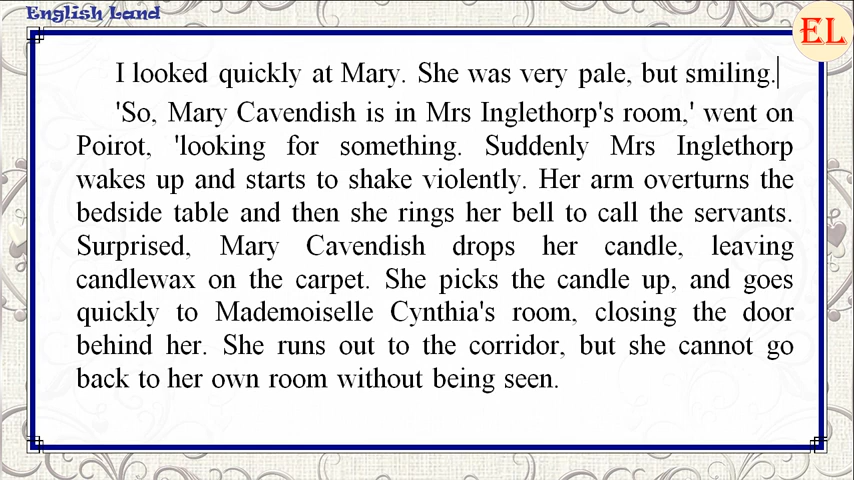 English Land
EL
I looked quickly at Mary. She was very pale, but smiling.
'So, Mary Cavendish is in Mrs Inglethorp's room,' went on
Poirot, 'looking for something. Suddenly Mrs Inglethorp
wakes up and starts to shake violently. Her arm overturns the
bedside table and then she rings her bell to call the servants.
Surprised, Mary Cavendish drops her candle, leaving
candlewax on the carpet. She picks the candle up, and goes
quickly to Mademoiselle Cynthia's room, closing the door
behind her. She runs out to the corridor, but she cannot go
back to her own room without being seen.